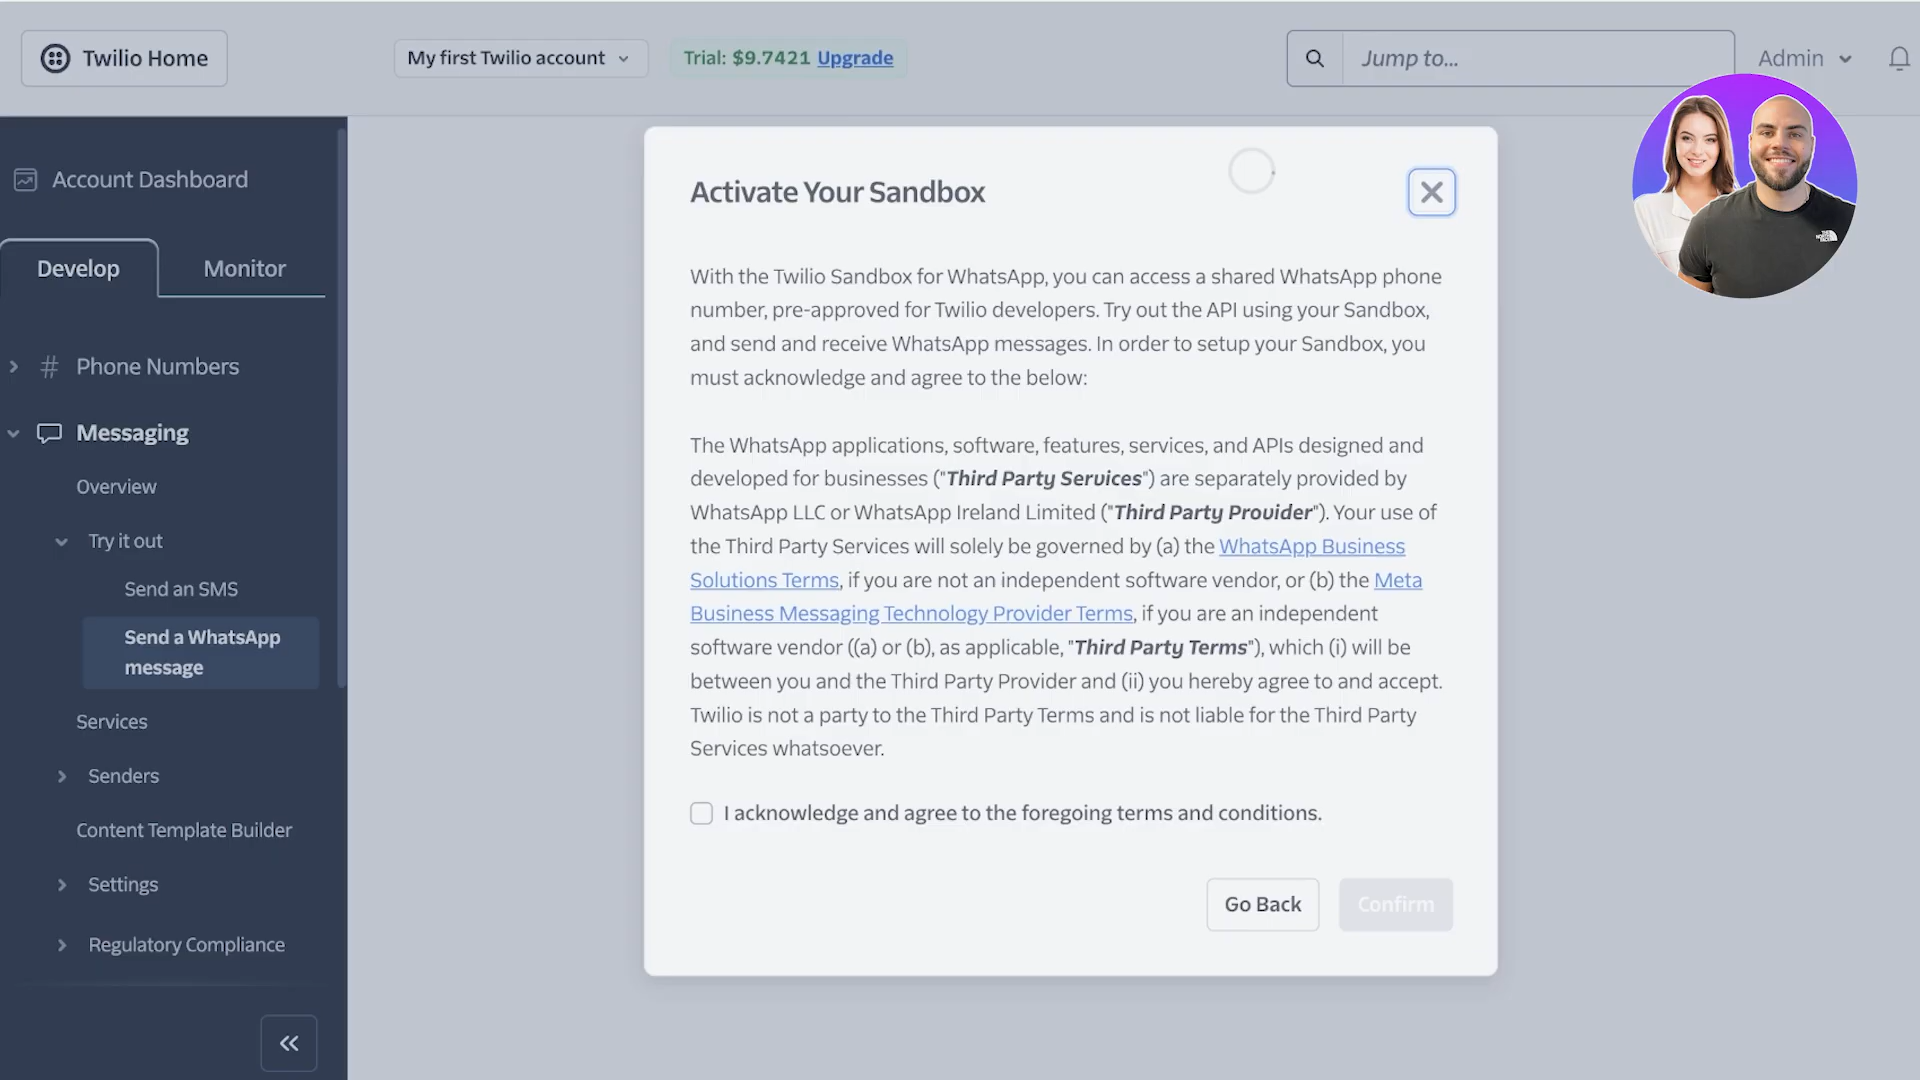 Twilio Home
My first Twilio account
Trial: $9.7421 Upgrade
Jump to...
Admin
Account Dashboard
Develop
Monitor
Phone Numbers
Messaging
Overview
Try it out
Send an SMS
Send a WhatsApp
message
Services
Senders
Content Template Builder
Settings
Regulatory Compliance
Activate Your Sandbox
With the Twilio Sandbox for WhatsApp, you can access a shared WhatsApp phone
number, pre-approved for Twilio developers. Try out the API using your Sandbox,
and send and receive WhatsApp messages. In order to setup your Sandbox, you
must acknowledge and agree to the below:
The WhatsApp applications, software, features, services, and APIs designed and
developed for businesses ("Third Party Services") are separately provided by
WhatsApp LLC or WhatsApp Ireland Limited ("Third Party Provider"). Your use of
the Third Party Services will solely be governed by (a) the WhatsApp Business
Solutions Terms, if you are not an independent software vendor, or (b) the Meta
Business Messaging Technology Provider Terms, if you are an independent
software vendor ((a) or (b), as applicable, "Third Party Terms"), which (i) will be
between you and the Third Party Provider and (ii) you hereby agree to and accept.
Twilio is not a party to the Third Party Terms and is not liable for the Third Party
Services whatsoever.
I acknowledge and agree to the foregoing terms and conditions.
Go Back
Confirm